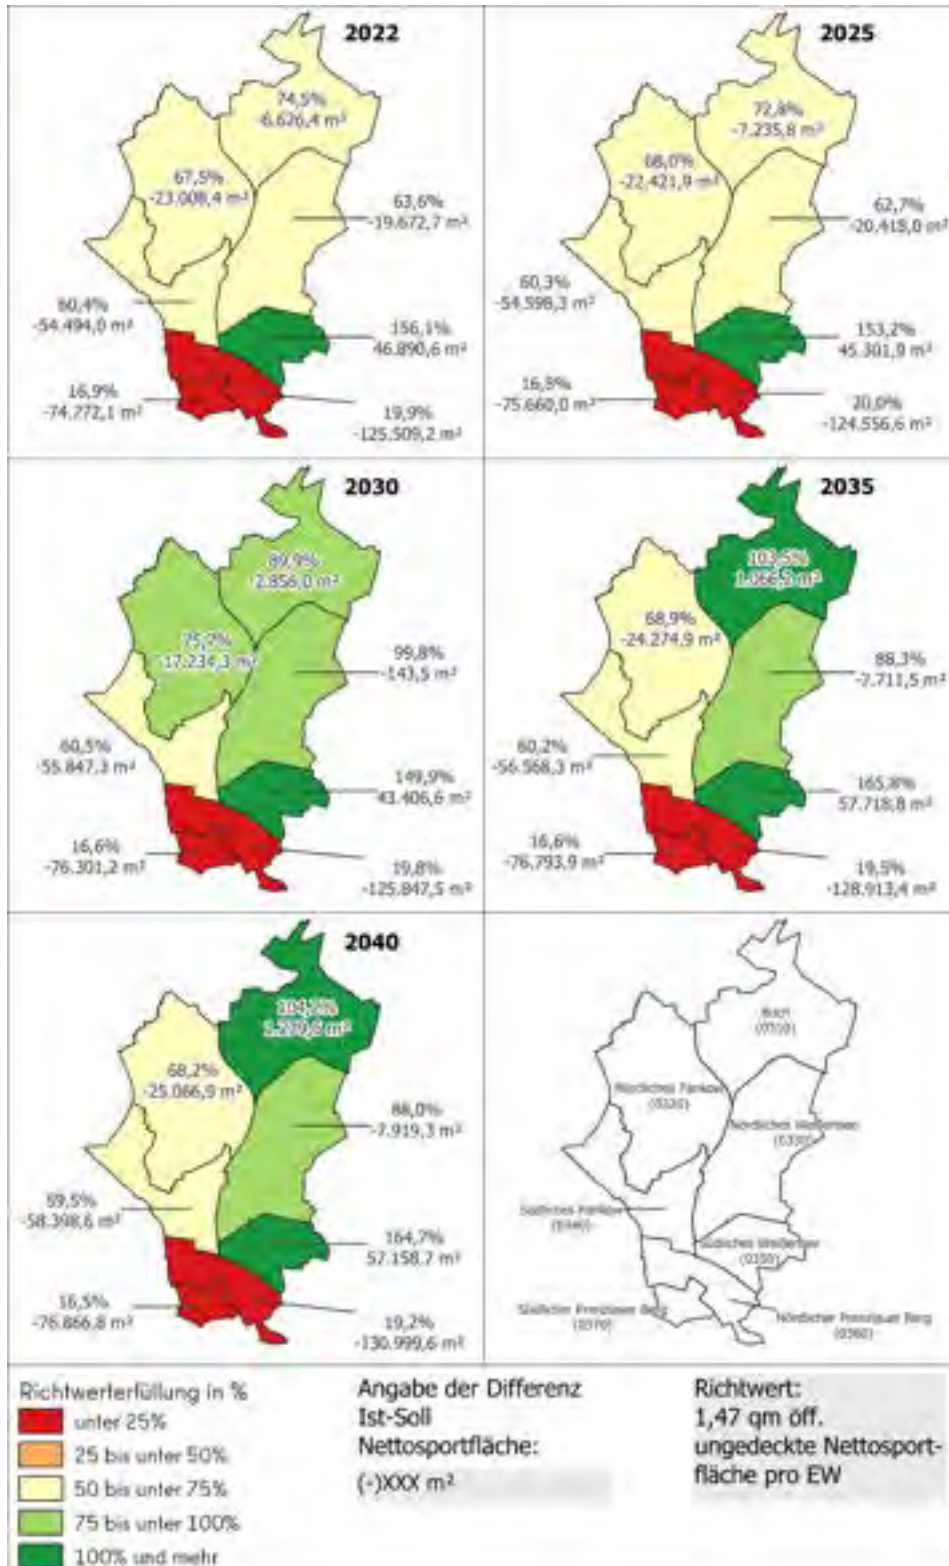 2022
74,5%
-6.626,4 m²
67,5%
-23.008,4 m²
63,6%
-19.672,7 m²
60,4%
-54.494,0 m²
156,1%
46.890,6 m²
16,9%
-74.772,1 m²
19,9%
-125.509,2 m²
2025
72,8%
-7.235,8 m²
68,0%
-22.421,9 m²
62,7%
-20.418,0 m²
60,3%
-54.598,3 m²
153,2%
45.301,9 m²
-75.660,0 m²
20,0%
-124.556,6 m²
2030
89,9%
-2.856,0 m²
-17.234,3 m²
99,8%
-143,5 m²
60,5%
-55.847,3 m²
149,9%
43.406,6 m²
16,6%
-76.301,2 m²
19,8%
-125.847,5 m²
2035
103,5%
68,9%
-24.274,9 m²
88,3%
60,2%
-56.568,3 m²
165,8%
57.718,8 m²
16,6%
-76.793,9 m²
19,5%
-128.913,4 m²
2040
104,2%
68,2%
-25.066,9 m²
88,0%
-7.919,3 m²
59,5%
-58.398,6 m²
164,7%
57.158,7 m²
16,5%
-76.866,8 m²
19,2%
-130.999,6 m²
Buch
(0310)
Nördliches Pankow
(0320)
Nördliches Weißensee
(0330)
Südliches Pankow
(0340)
Südliches Weißensee
(0350)
Südlicher Prenzlauer Berg
(0370)
Nördlicher Prenzlauer Berg
(0360)
Richtwerterfüllung in %
unter 25%
25 bis unter 50%
50 bis unter 75%
75 bis unter 100%
100% und mehr
Angabe der Differenz
Ist-Soll
Nettosportfläche:
(-)XXX m²
Richtwert:
1,47 qm öff.
ungedeckte Nettosport-
fläche pro EW